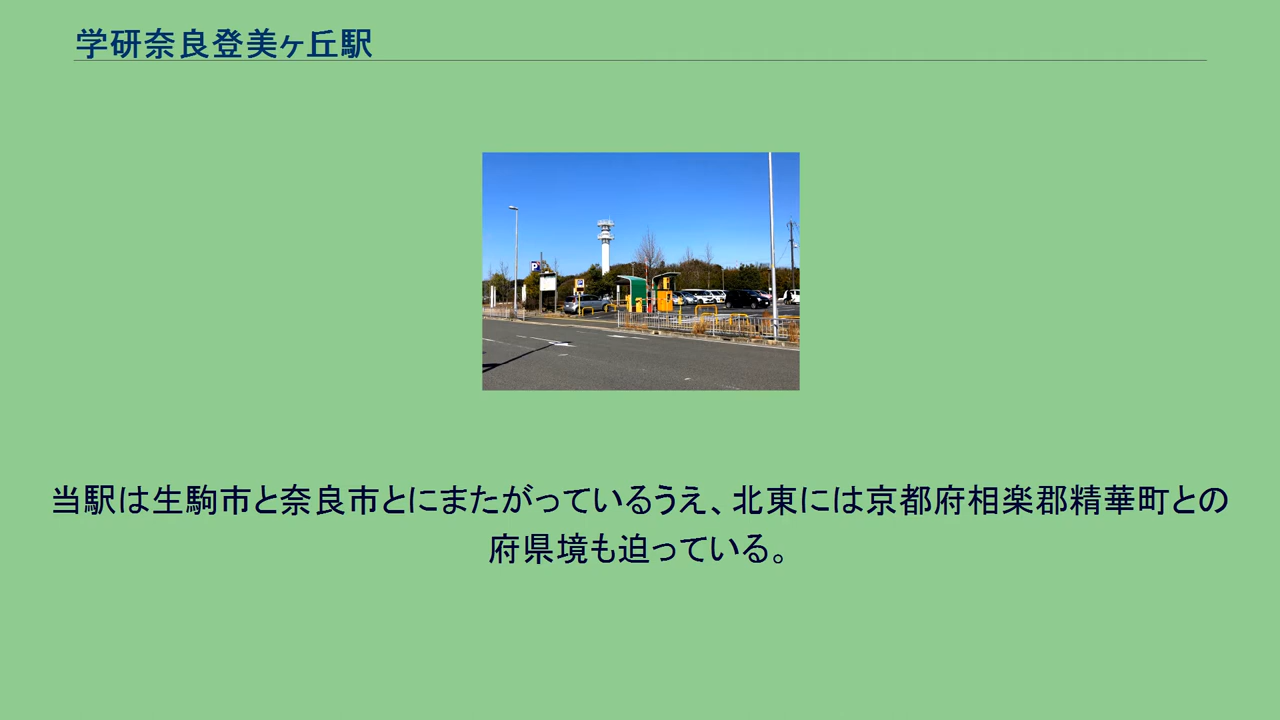 学研奈良登美ヶ丘駅
当駅は生駒市と奈良市とにまたがっているうえ、北東には京都府相楽郡精華町との
府県境も迫っている。